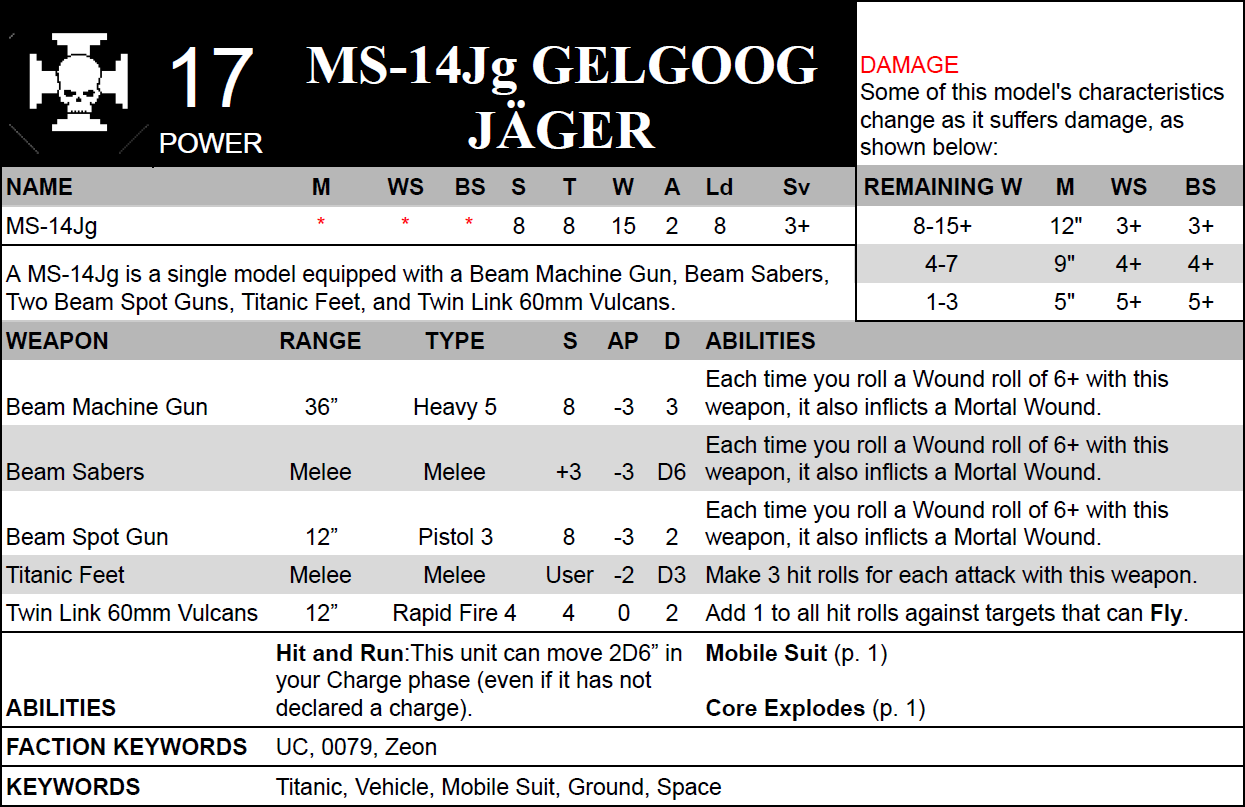 17
POWER
MS-14Jg GELGOOG
JÄGER
DAMAGE
Some of this model's characteristics
change as it suffers damage, as
shown below:
NAME M WS BS S T W A Ld Sv
MS-14Jg * * * 8 8 15 2 8 3+
REMAINING W M WS BS
8-15+ 12" 3+ 3+
4-7 9" 4+ 4+
1-3 5" 5+ 5+
A MS-14Jg is a single model equipped with a Beam Machine Gun, Beam Sabers,
Two Beam Spot Guns, Titanic Feet, and Twin Link 60mm Vulcans.
WEAPON RANGE TYPE S AP D ABILITIES
Each time you roll a Wound roll of 6+ with this
Beam Machine Gun 36” Heavy 5 8 -3 3 weapon, it also inflicts a Mortal Wound.
Each time you roll a Wound roll of 6+ with this
Beam Sabers Melee Melee +3 -3 D6 weapon, it also inflicts a Mortal Wound.
Each time you roll a Wound roll of 6+ with this
Beam Spot Gun 12” Pistol 3 8 -3 2 weapon, it also inflicts a Mortal Wound.
Titanic Feet Melee Melee User -2 D3 Make 3 hit rolls for each attack with this weapon.
Twin Link 60mm Vulcans 12” Rapid Fire 4 4 0 2 Add 1 to all hit rolls against targets that can Fly.
ABILITIES
Hit and Run:This unit can move 2D6” in
your Charge phase (even if it has not
declared a charge).
Mobile Suit (p. 1)
Core Explodes (p. 1)
FACTION KEYWORDS UC, 0079, Zeon
KEYWORDS Titanic, Vehicle, Mobile Suit, Ground, Space